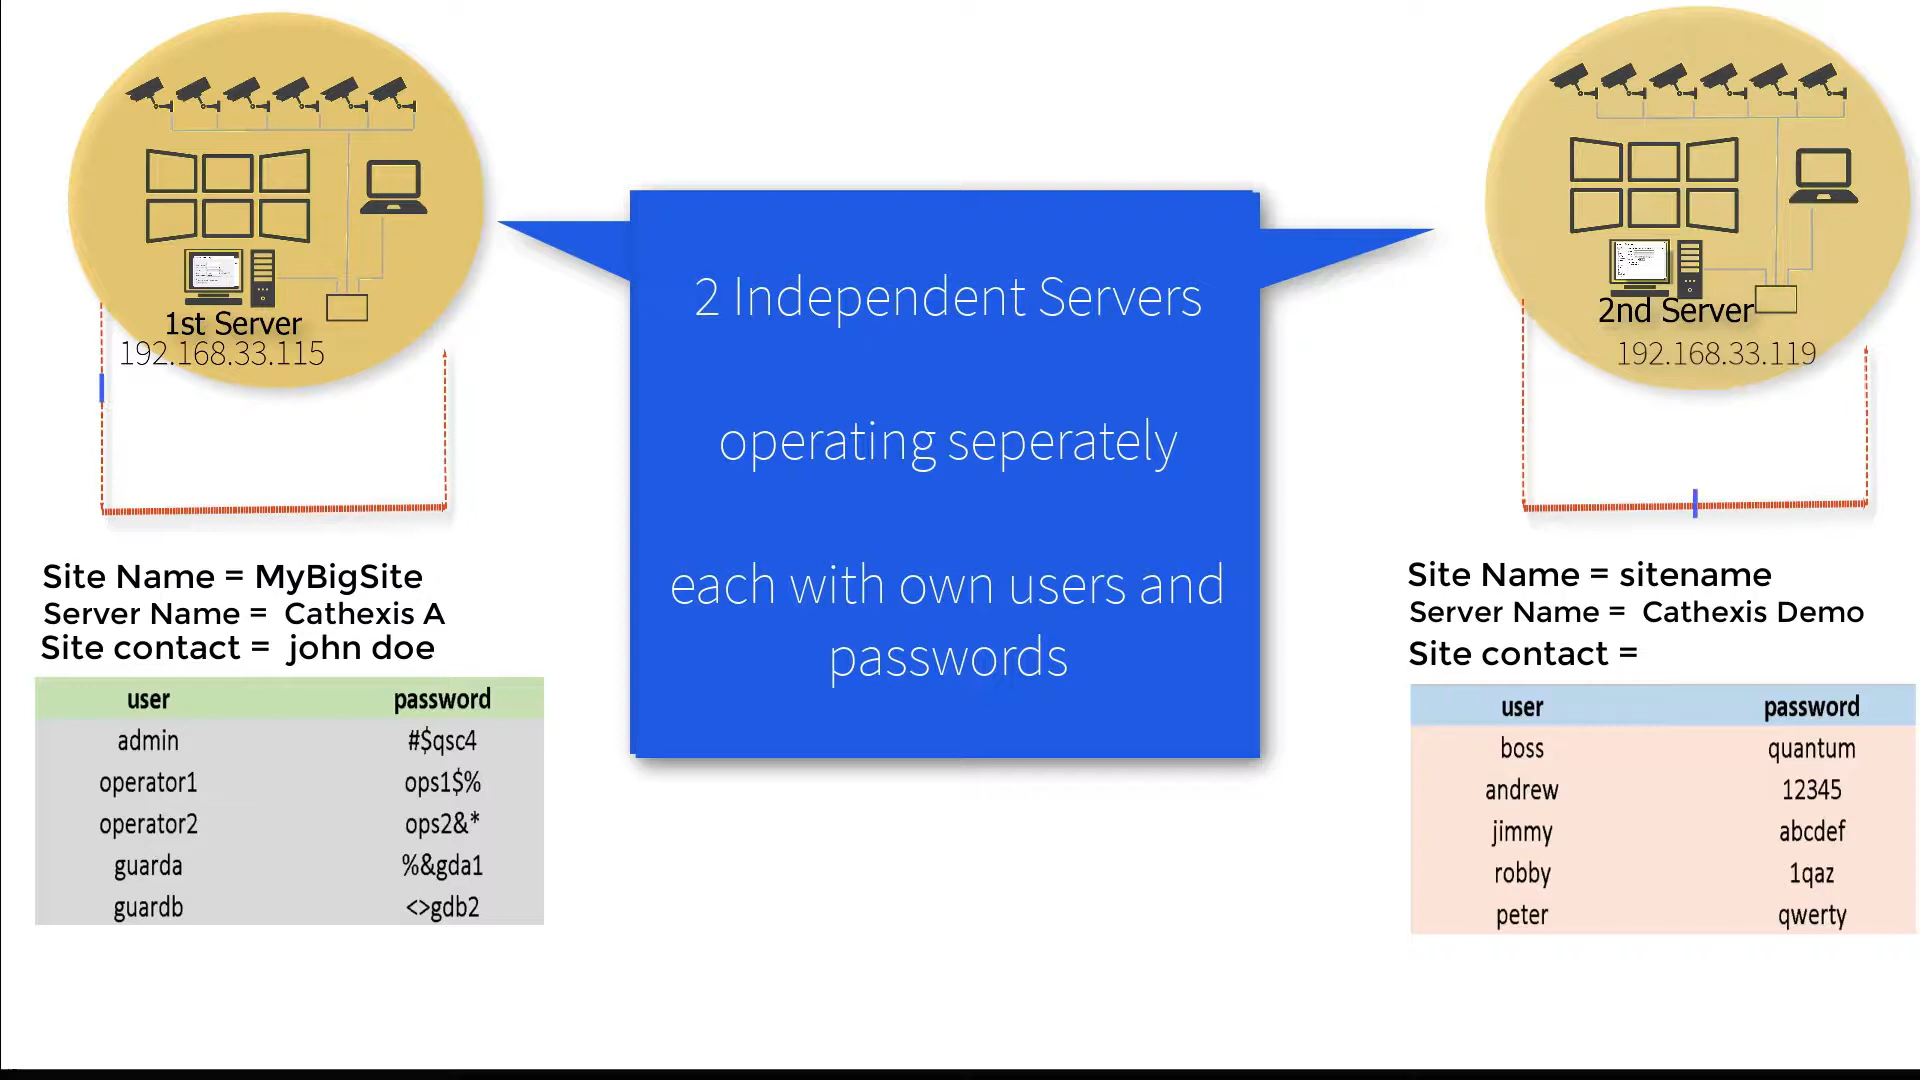 1st Server
192.168.33.115
Site Name = MyBigSite
Server Name = Cathexis A
Site contact = john doe
user password
admin #$qsc4
operator1 ops1$%
operator2 ops2&*
guarda %&gda1
guardb <>gdb2
2 Independent Servers
operating seperately
each with own users and
passwords
2nd Server
192.168.33.119
Site Name = sitename
Server Name = Cathexis Demo
Site contact =
user password
boss quantum
andrew 12345
jimmy abcdef
robby 1qaz
peter qwerty